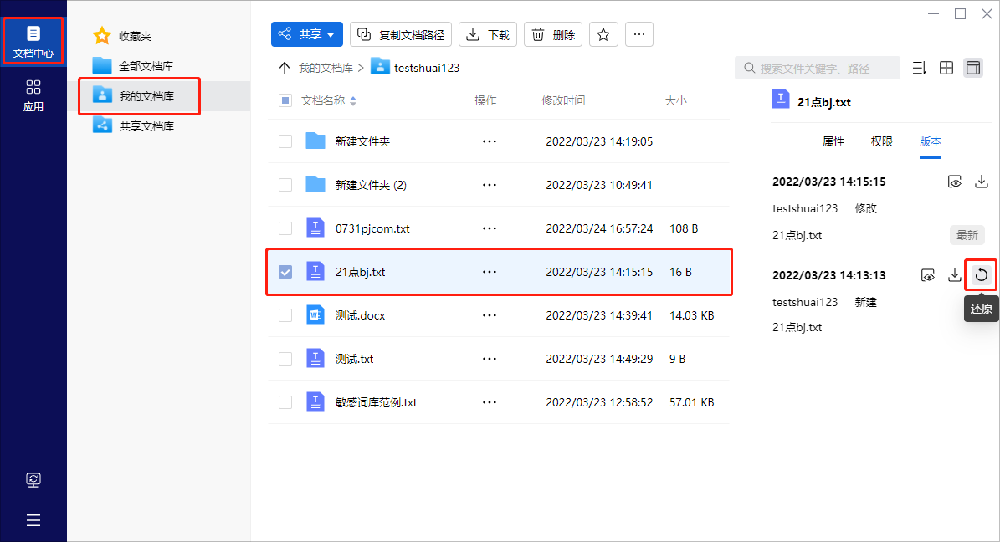 文档中心
应用
收藏夹
全部文档库
我的文档库
共享文档库
共享 复制文档路径 下载 删除
我的文档库 testshuai123
搜索文件关键字、路径
文档名称 操作 修改时间 大小
新建文件夹 2022/03/23 14:19:05
新建文件夹 (2) 2022/03/23 10:49:41
0731pjcom.txt 2022/03/24 16:57:24 108 B
21点bj.txt 2022/03/23 14:15:15 16 B
测试.docx 2022/03/23 14:39:41 14.03 KB
测试.txt 2022/03/23 14:49:29 9 B
敏感词库范例.txt 2022/03/23 12:58:52 57.01 KB
21点bj.txt
属性 权限 版本
2022/03/23 14:15:15
testshuai123 修改
21点bj.txt 最新
2022/03/23 14:13:13
testshuai123 新建
还原
21点bj.txt